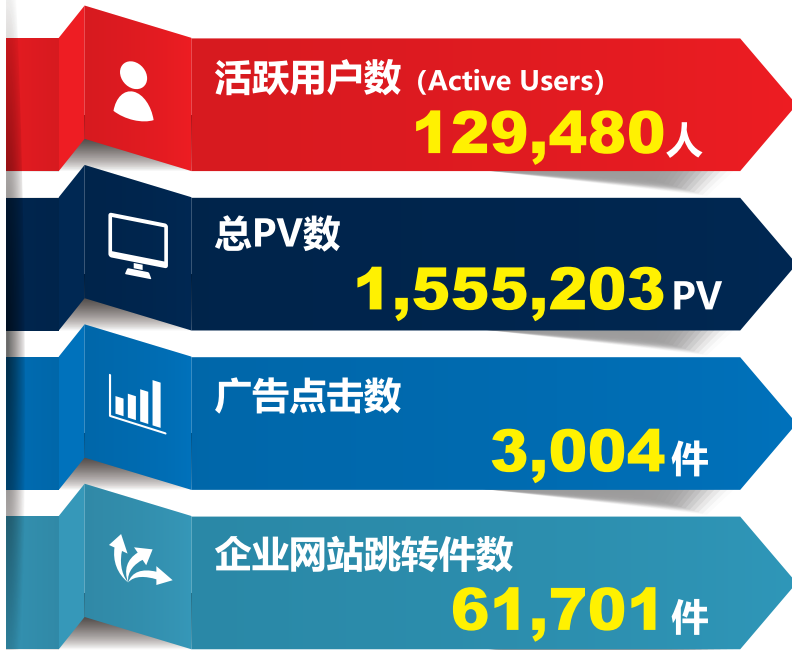 活跃用户数（Active Users）
129,480人
总PV数
1,555,203 PV
广告点击数
3,004件
企业网站跳转件数
61,701件